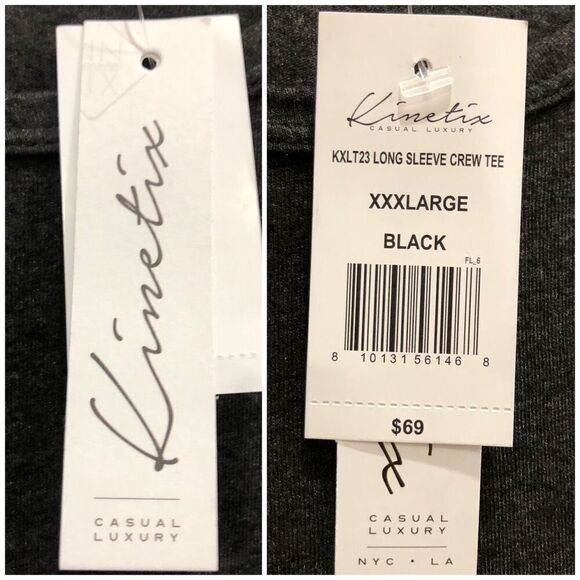 Kinetix
CASUAL
LUXURY
Kinetix
CASUAL LUXURY
KXLT23 LONG SLEEVE CREW TEE
XXXLARGE
BLACK
FL_6
8 10131 56146 8
$69
CASUAL
LUXURY
NYC • LA